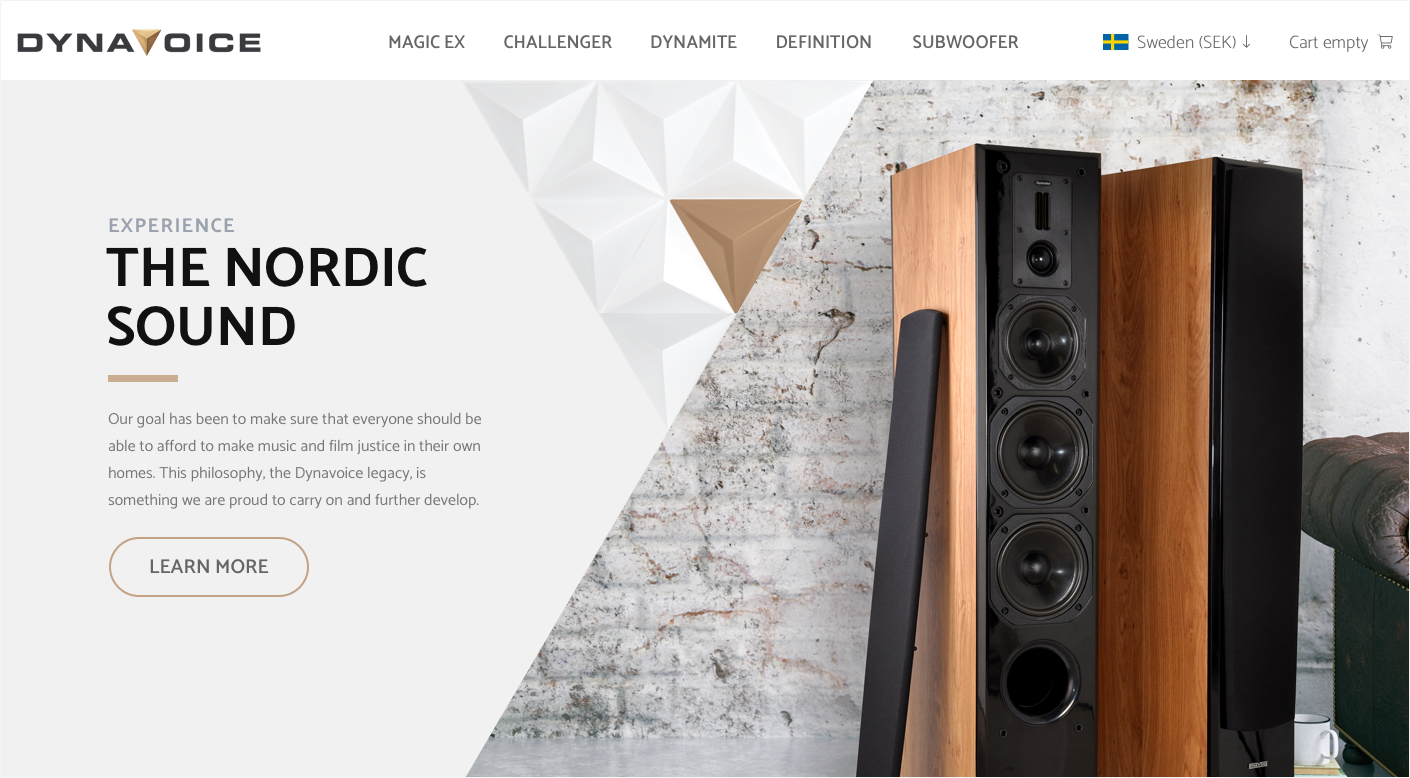 DYNAVOICE
MAGIC EX
CHALLENGER
DYNAMITE
DEFINITION
SUBWOOFER
Sweden (SEK) ↓
Cart empty
EXPERIENCE
THE NORDIC
SOUND
Our goal has been to make sure that everyone should be
able to afford to make music and film justice in their own
homes. This philosophy, the Dynavoice legacy, is
something we are proud to carry on and further develop.
LEARN MORE